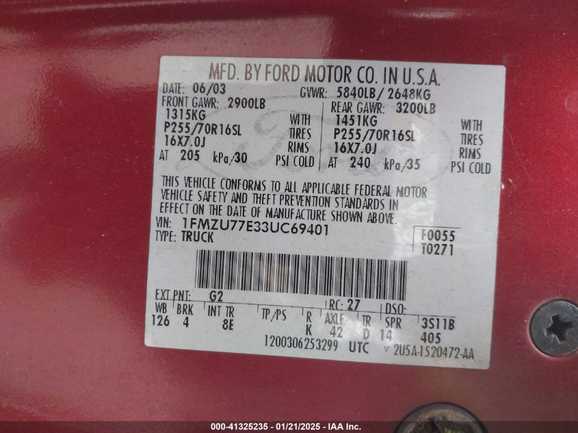 MFD. BY FORD MOTOR CO. IN U.S.A.
DATE: 06/03 GVWR: 5840LB/ 2648KG
FRONT GAWR: 2900LB REAR GAWR: 3200LB
1315KG 1451KG
P255/70R16SL TIRES P255/70R16SL TIRES
16X7.0J RIMS 16X7.0J RIMS
AT 205 kPa/30 PSI COLD AT 240 kPa/35 PSI COLD
THIS VEHICLE CONFORMS TO ALL APPLICABLE FEDERAL MOTOR
VEHICLE SAFETY AND THEFT PREVENTION STANDARDS IN
EFFECT ON THE DATE OF MANUFACTURE SHOWN ABOVE.
VIN: 1FMZU77E33UC69401 F0055
TYPE: TRUCK T0271
EXT PNT: G2 RC: 27 DSO:
WB BRK INT TR TP/PS R AXLE TR SPR 3S11B
126 4 8E K 42 D 14 405
1200306253299 UTC 2U5A-1520472-AA
000-41325235 - 01/21/2025 - IAA Inc.